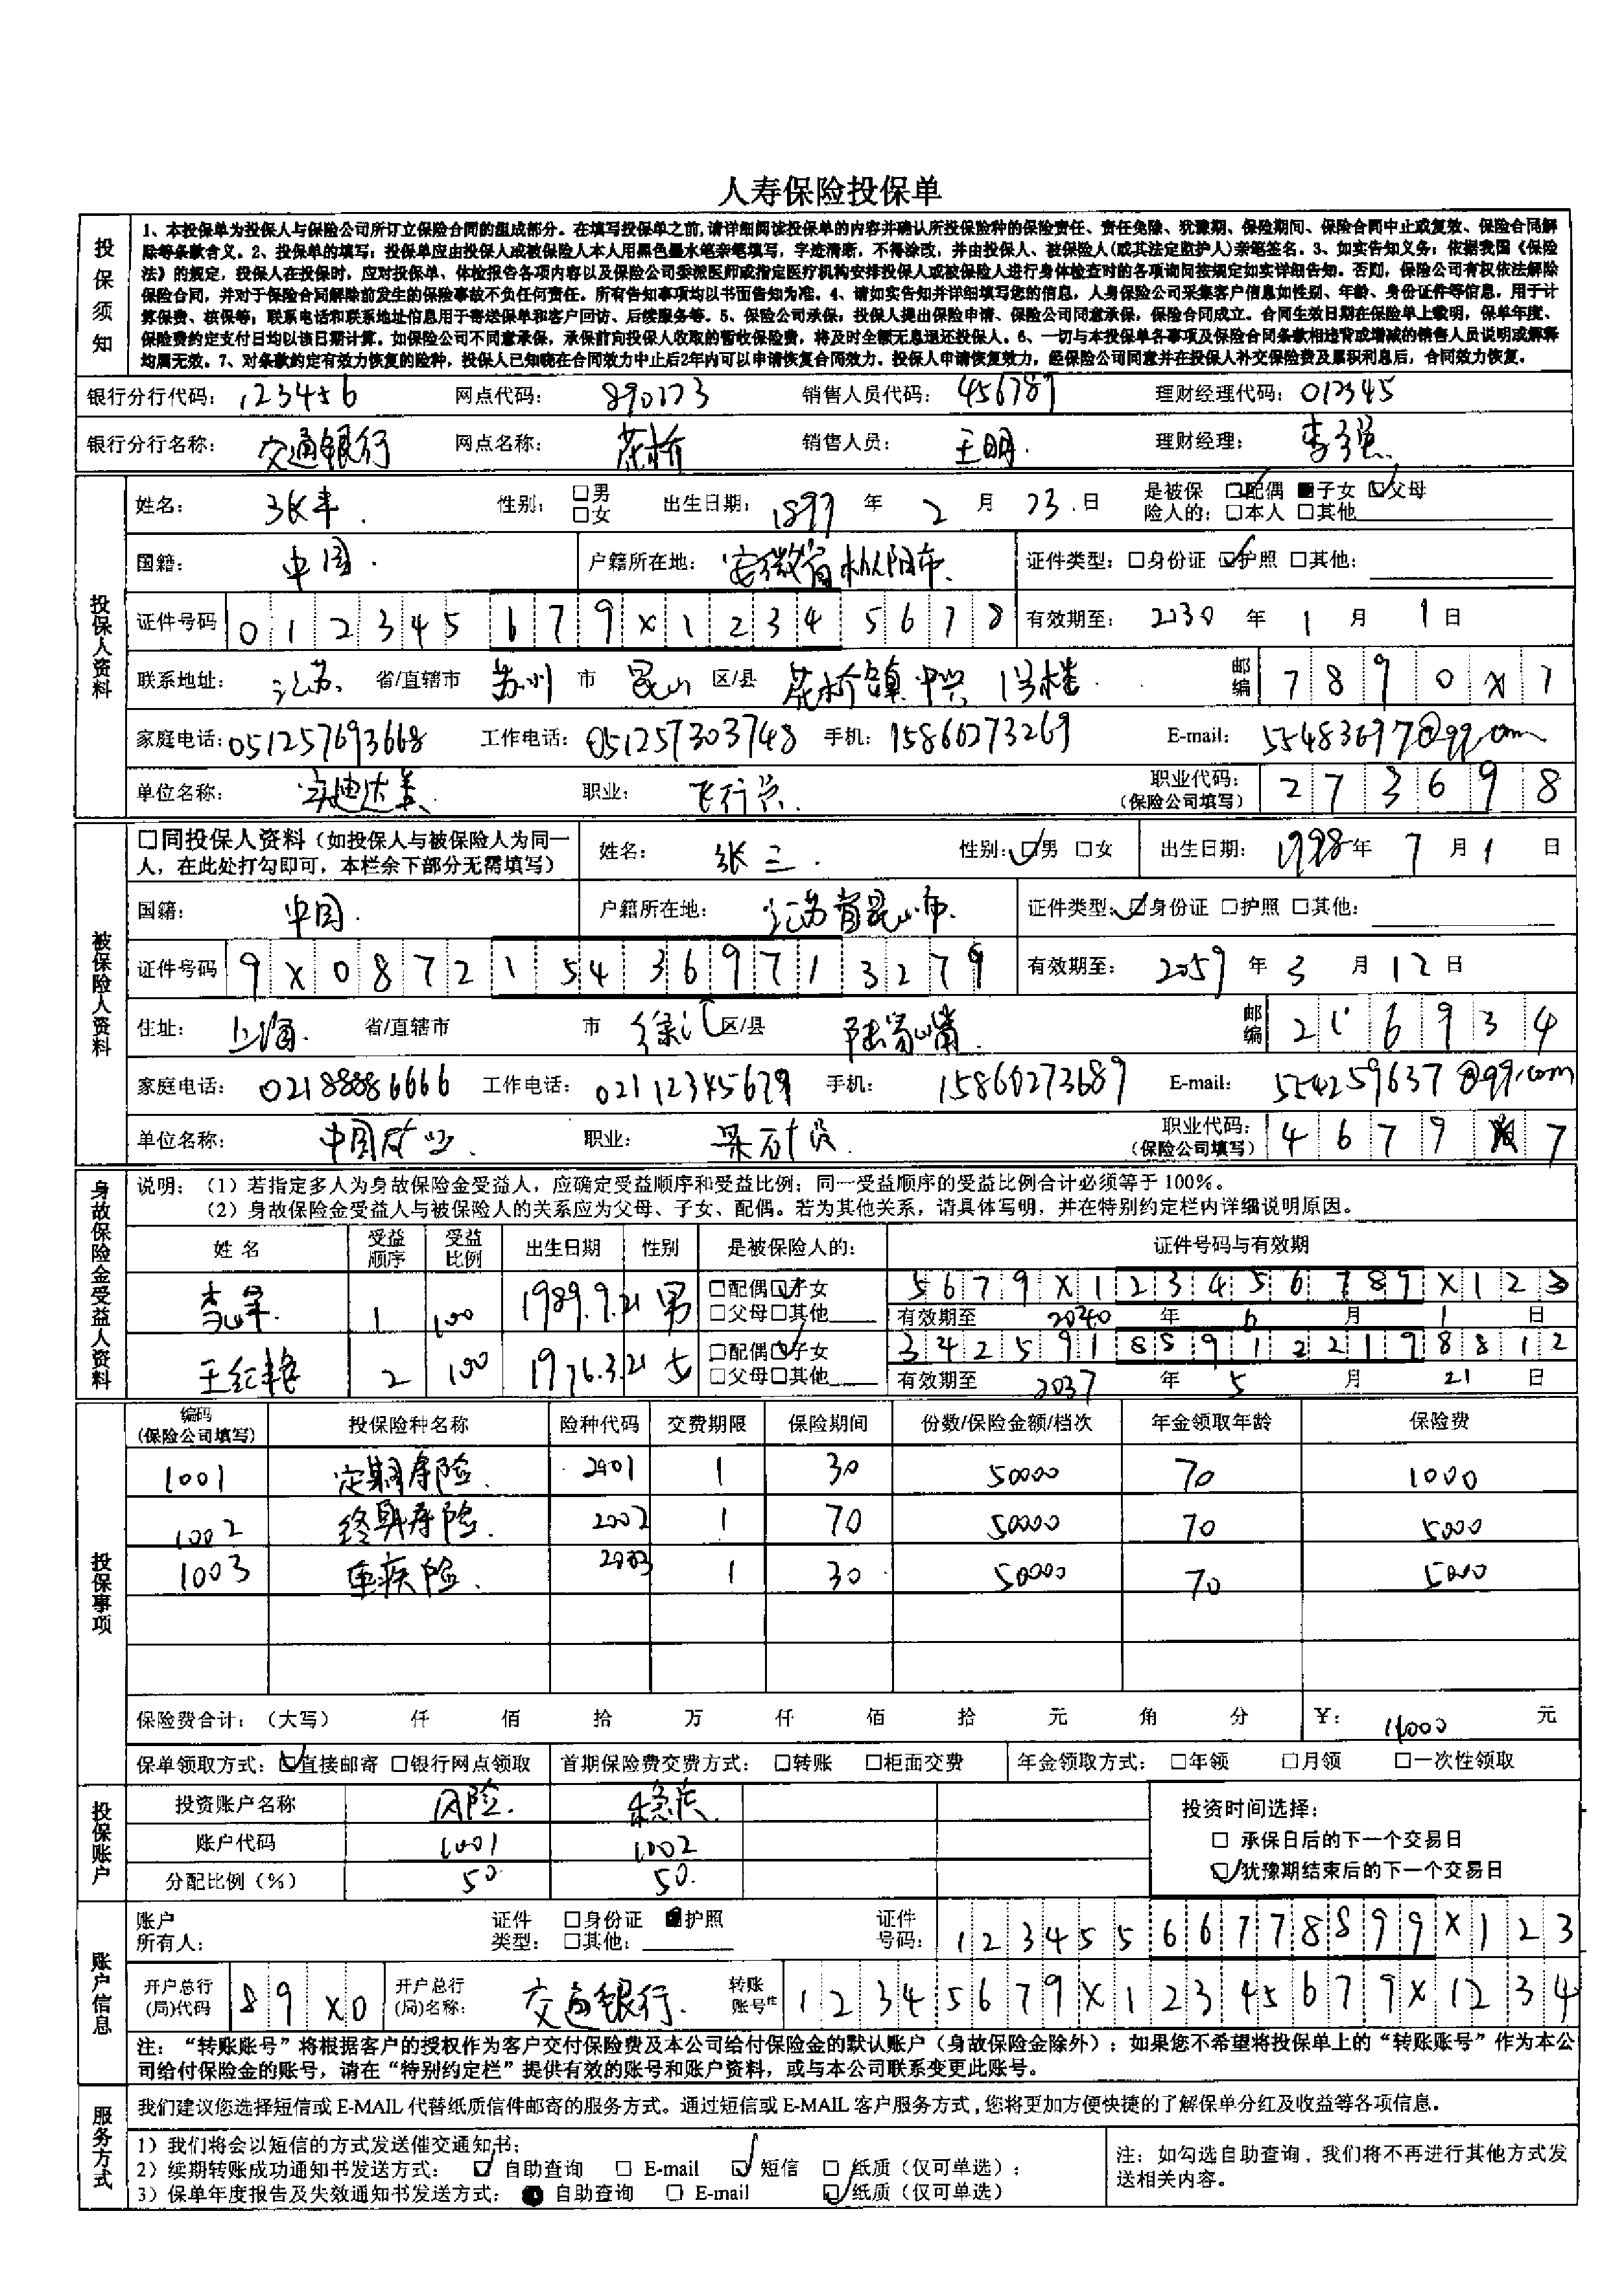 人寿保险投保单
投保须知
1、本投保单为投保人与保险公司所订立保险合同的组成部分。在填写投保单之前,请详细阅读投保单的内容并确认所投保险种的保险责任、责任免除、犹豫期、保险期间、保险合同中止或复效、保险合同解
除等条款含义。2、投保单的填写：投保单应由投保人或被保险人本人用黑色墨水笔亲笔填写，字迹清晰，不得涂改，并由投保人、被保险人(或其法定监护人)亲笔签名。3、如实告知义务：依据我国《保险
法》的规定，投保人在投保时，应对投保单、体检报告各项内容以及保险公司委派医师或指定医疗机构安排投保人或被保险人进行身体检查时的各项询问按规定如实详细告知。否则，保险公司有权依法解除
保险合同，并对于保险合同解除前发生的保险事故不负任何责任。所有告知事项均以书面告知为准。4、请如实告知并详细填写您的信息，人身保险公司采集客户信息如性别、年龄、身份证件等信息，用于计
算保费、核保等；联系电话和联系地址信息用于寄送保单和客户回访、后续服务等。5、保险公司承保：投保人提出保险申请、保险公司同意承保，保险合同成立。合同生效日期在保险单上载明，保单年度、
保险费约定支付日均以该日期计算。如保险公司不同意承保，承保前向投保人收取的暂收保险费，将及时全额无息退还投保人。6、一切与本投保单各事项及保险合同条款相违背或增减的销售人员说明或解释
均属无效。7、对条款约定有效力恢复的险种，投保人已知晓在合同效力中止后2年内可以申请恢复合同效力。投保人申请恢复效力，经保险公司同意并在投保人补交保险费及累积利息后，合同效力恢复。
银行分行代码： 123456 网点代码： 890123 销售人员代码： 456789 理财经理代码： 012345
银行分行名称： 交通银行 网点名称： 花桥 销售人员： 王明. 理财经理： 李强.
投保人资料
姓名： 张丰. 性别： □男 □女 出生日期： 1897 年 2 月 23 日 是被保险人的： □配偶 ■子女 □父母 □本人 □其他
国籍： 中国. 户籍所在地： 安徽省枞阳市. 证件类型： □身份证 □护照 □其他：
证件号码 0 1 2 3 4 5 6 7 9 X 1 2 3 4 5 6 7 8 有效期至： 2030 年 1 月 1 日
联系地址： 江苏. 省/直辖市 苏州 市 昆山 区/县 花桥镇中兴 1号楼. 邮编 7 8 9 0 X 1
家庭电话： 051257693668 工作电话： 051257303748 手机： 15860273269 E-mail： 554836977@qq.com
单位名称： 安迪达美. 职业： 飞行员. 职业代码： (保险公司填写) 2 7 3 6 9 8
被保险人资料
□同投保人资料（如投保人与被保险人为同一人，在此处打勾即可，本栏余下部分无需填写） 姓名： 张三. 性别： □男 □女 出生日期： 1998 年 7 月 1 日
国籍： 中国. 户籍所在地： 江苏省昆山市. 证件类型： □身份证 □护照 □其他：
证件号码 9 X 0 8 7 2 1 5 4 3 6 9 7 1 3 2 7 9 有效期至： 2059 年 3 月 12 日
住址： 上海. 省/直辖市 市 徐汇 区/县 陆家嘴. 邮编 2 1 6 9 3 4
家庭电话： 02188886666 工作电话： 02112345679 手机： 15860273689 E-mail： 554259637@qq.com
单位名称： 中国矿业. 职业： 采矿员. 职业代码： (保险公司填写) 4 6 7 9 7
身故保险金受益人资料
说明：（1）若指定多人为身故保险金受益人，应确定受益顺序和受益比例；同一受益顺序的受益比例合计必须等于100%。
（2）身故保险金受益人与被保险人的关系应为父母、子女、配偶。若为其他关系，请具体写明，并在特别约定栏内详细说明原因。
姓 名 受益顺序 受益比例 出生日期 性别 是被保险人的： 证件号码与有效期
1 100 1989.9.21 男 □配偶□子女 □父母□其他 5 6 7 9 X 1 2 3 4 5 6 7 8 9 X 1 2 3
有效期至 2040 年 6 月 1 日
王红艳 2 100 1976.3.21 女 □配偶□子女 □父母□其他 3 4 2 5 9 1 8 8 9 1 2 2 1 9 8 8 1 2
有效期至 2037 年 5 月 21 日
投保事项
编码 (保险公司填写) 投保险种名称 险种代码 交费期限 保险期间 份数/保险金额/档次 年金领取年龄 保险费
1001 定期寿险. 2001 1 30 50000 70 1000
1002 终身寿险. 2002 1 70 50000 70 5000
1003 重疾险. 2003 1 30 50000 70 5000
保险费合计：（大写） 仟 佰 拾 万 仟 佰 拾 元 角 分 ¥： 11000 元
保单领取方式：□直接邮寄 □银行网点领取 首期保险费交费方式： □转账 □柜面交费 年金领取方式： □年领 □月领 □一次性领取
投保账户
投资账户名称 风险. 稳庆.
账户代码 1001 1002
分配比例（%） 50 50.
投资时间选择：
□ 承保日后的下一个交易日
□ 犹豫期结束后的下一个交易日
账户信息
账户所有人： 证件类型： □身份证 ■护照 □其他： 证件号码： 1 2 3 4 5 5 6 6 7 7 8 8 9 9 X 1 2 3
开户总行(局)代码 8 9 X 0 开户总行(局)名称： 交通银行. 转账账号注 1 2 3 4 5 6 7 9 X 1 2 3 4 5 6 7 9 X 1 2 3 4
注：“转账账号”将根据客户的授权作为客户交付保险费及本公司给付保险金的默认账户（身故保险金除外）；如果您不希望将投保单上的“转账账号”作为本公
司给付保险金的账号，请在“特别约定栏”提供有效的账号和账户资料，或与本公司联系变更此账号。
服务方式
我们建议您选择短信或 E-MAIL 代替纸质信件邮寄的服务方式。通过短信或 E-MAIL 客户服务方式，您将更加方便快捷的了解保单分红及收益等各项信息。
1）我们将会以短信的方式发送催交通知书；
2）续期转账成功通知书发送方式： □ 自助查询 □ E-mail □ 短信 □ 纸质（仅可单选）；
3）保单年度报告及失效通知书发送方式： ■ 自助查询 □ E-mail □ 纸质（仅可单选）
注：如勾选自助查询，我们将不再进行其他方式发
送相关内容。